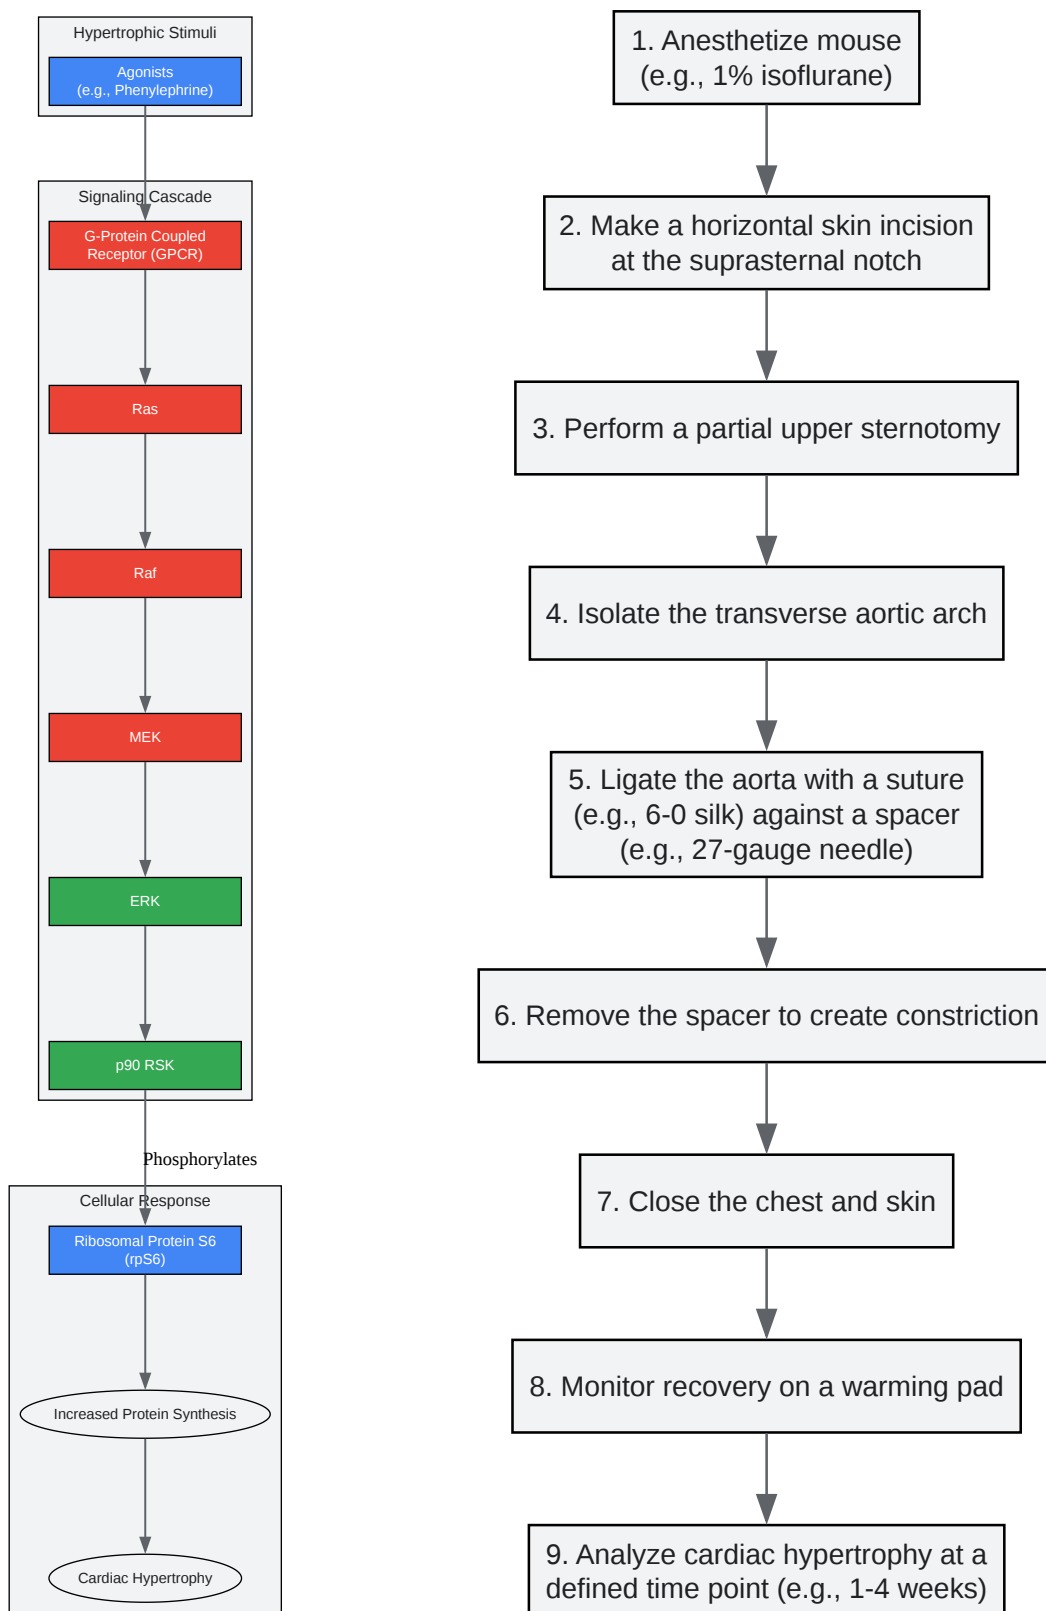 Hypertrophic Stimuli
Agonists
(e.g., Phenylephrine)
Signaling Cascade
G-Protein Coupled
Receptor (GPCR)
Ras
Raf
MEK
ERK
p90 RSK
Phosphorylates
Cellular Response
Ribosomal Protein S6
(rpS6)
Increased Protein Synthesis
Cardiac Hypertrophy
1. Anesthetize mouse
(e.g., 1% isoflurane)
2. Make a horizontal skin incision
at the suprasternal notch
3. Perform a partial upper sternotomy
4. Isolate the transverse aortic arch
5. Ligate the aorta with a suture
(e.g., 6-0 silk) against a spacer
(e.g., 27-gauge needle)
6. Remove the spacer to create constriction
7. Close the chest and skin
8. Monitor recovery on a warming pad
9. Analyze cardiac hypertrophy at a
defined time point (e.g., 1-4 weeks)